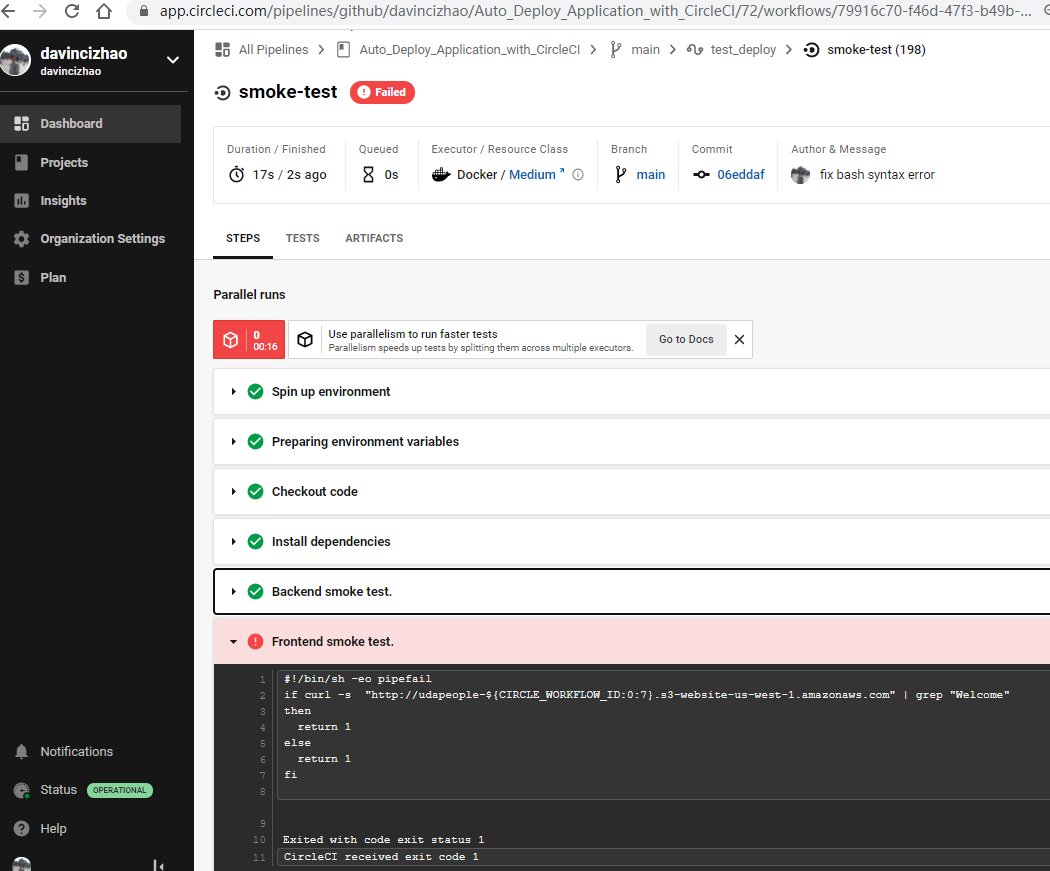 app.circleci.com/pipelines/github/davincizhao/Auto_Deploy_Application_with_CircleCI/72/workflows/79916c70-f46d-47f3-b49b-...
davincizhao
davincizhao
All Pipelines
Auto_Deploy_Application_with_CircleCI
main
test_deploy
smoke-test (198)
smoke-test
Failed
Dashboard
Projects
Insights
Organization Settings
Plan
Duration / Finished
17s / 2s ago
Queued
0s
Executor / Resource Class
Docker / Medium
Branch
main
Commit
06eddaf
Author & Message
fix bash syntax error
STEPS
TESTS
ARTIFACTS
Parallel runs
0
00:16
Use parallelism to run faster tests
Parallelism speeds up tests by splitting them across multiple executors.
Go to Docs
Spin up environment
Preparing environment variables
Checkout code
Install dependencies
Backend smoke test.
Frontend smoke test.
1 #!/bin/sh -eo pipefail
2 if curl -s  "http://udapeople-${CIRCLE_WORKFLOW_ID:0:7}.s3-website-us-west-1.amazonaws.com" | grep "Welcome"
3 then
4   return 1
5 else
6   return 1
7 fi
8
9
10 Exited with code exit status 1
11 CircleCI received exit code 1
Notifications
Status OPERATIONAL
Help